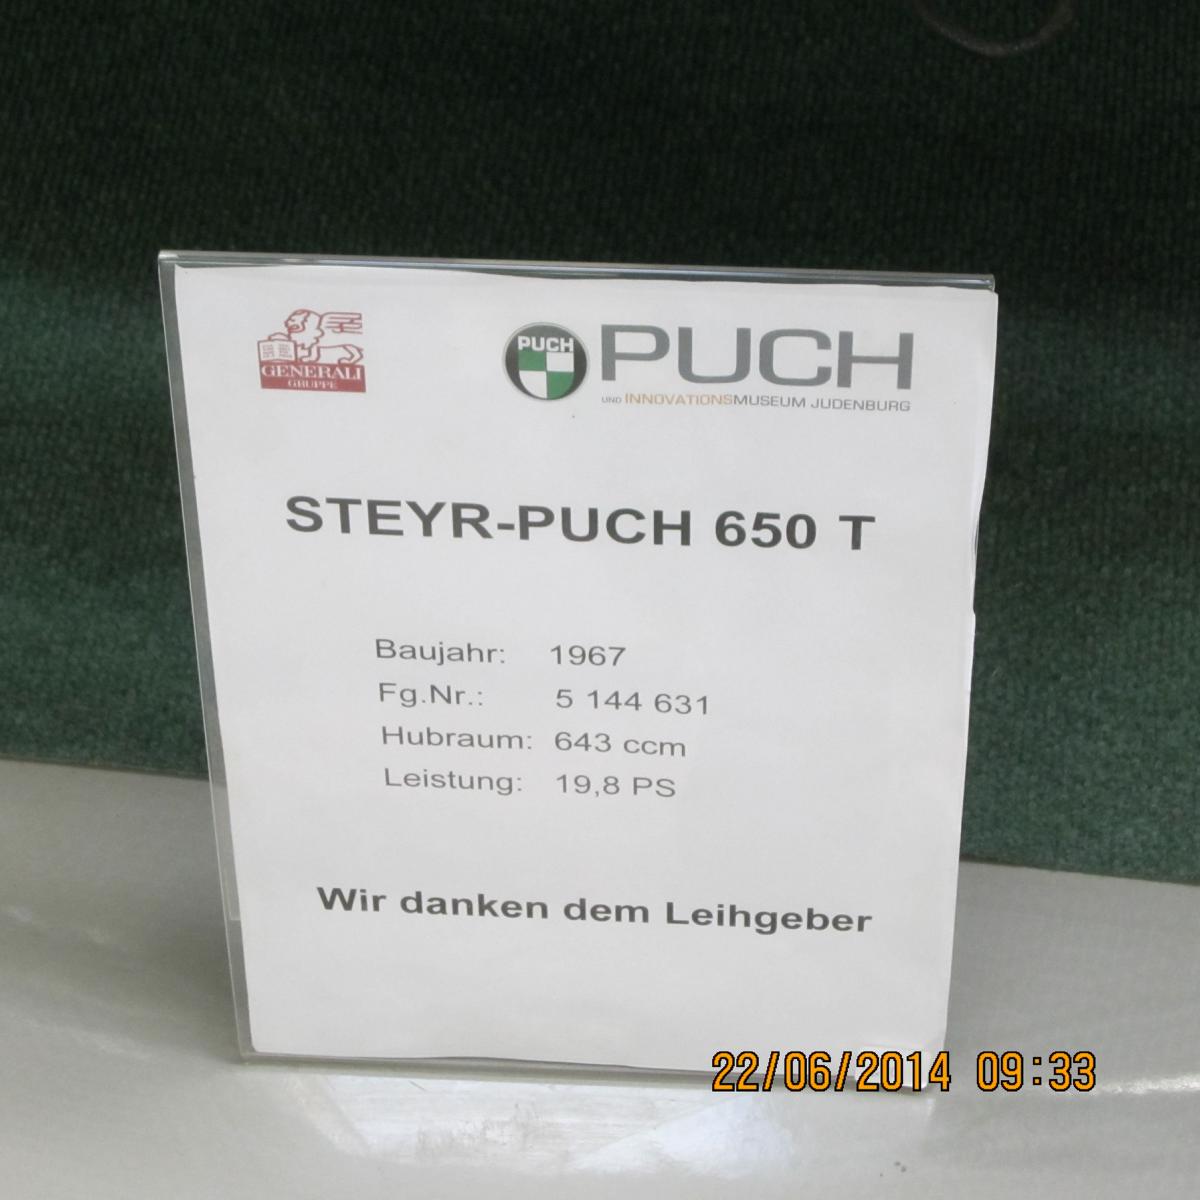 GENERALI
GRUPPE
PUCH
PUCH
UND INNOVATIONSMUSEUM JUDENBURG
STEYR-PUCH 650 T
Baujahr: 1967
Fg.Nr.: 5 144 631
Hubraum: 643 ccm
Leistung: 19,8 PS
Wir danken dem Leihgeber
22/06/2014 09:33